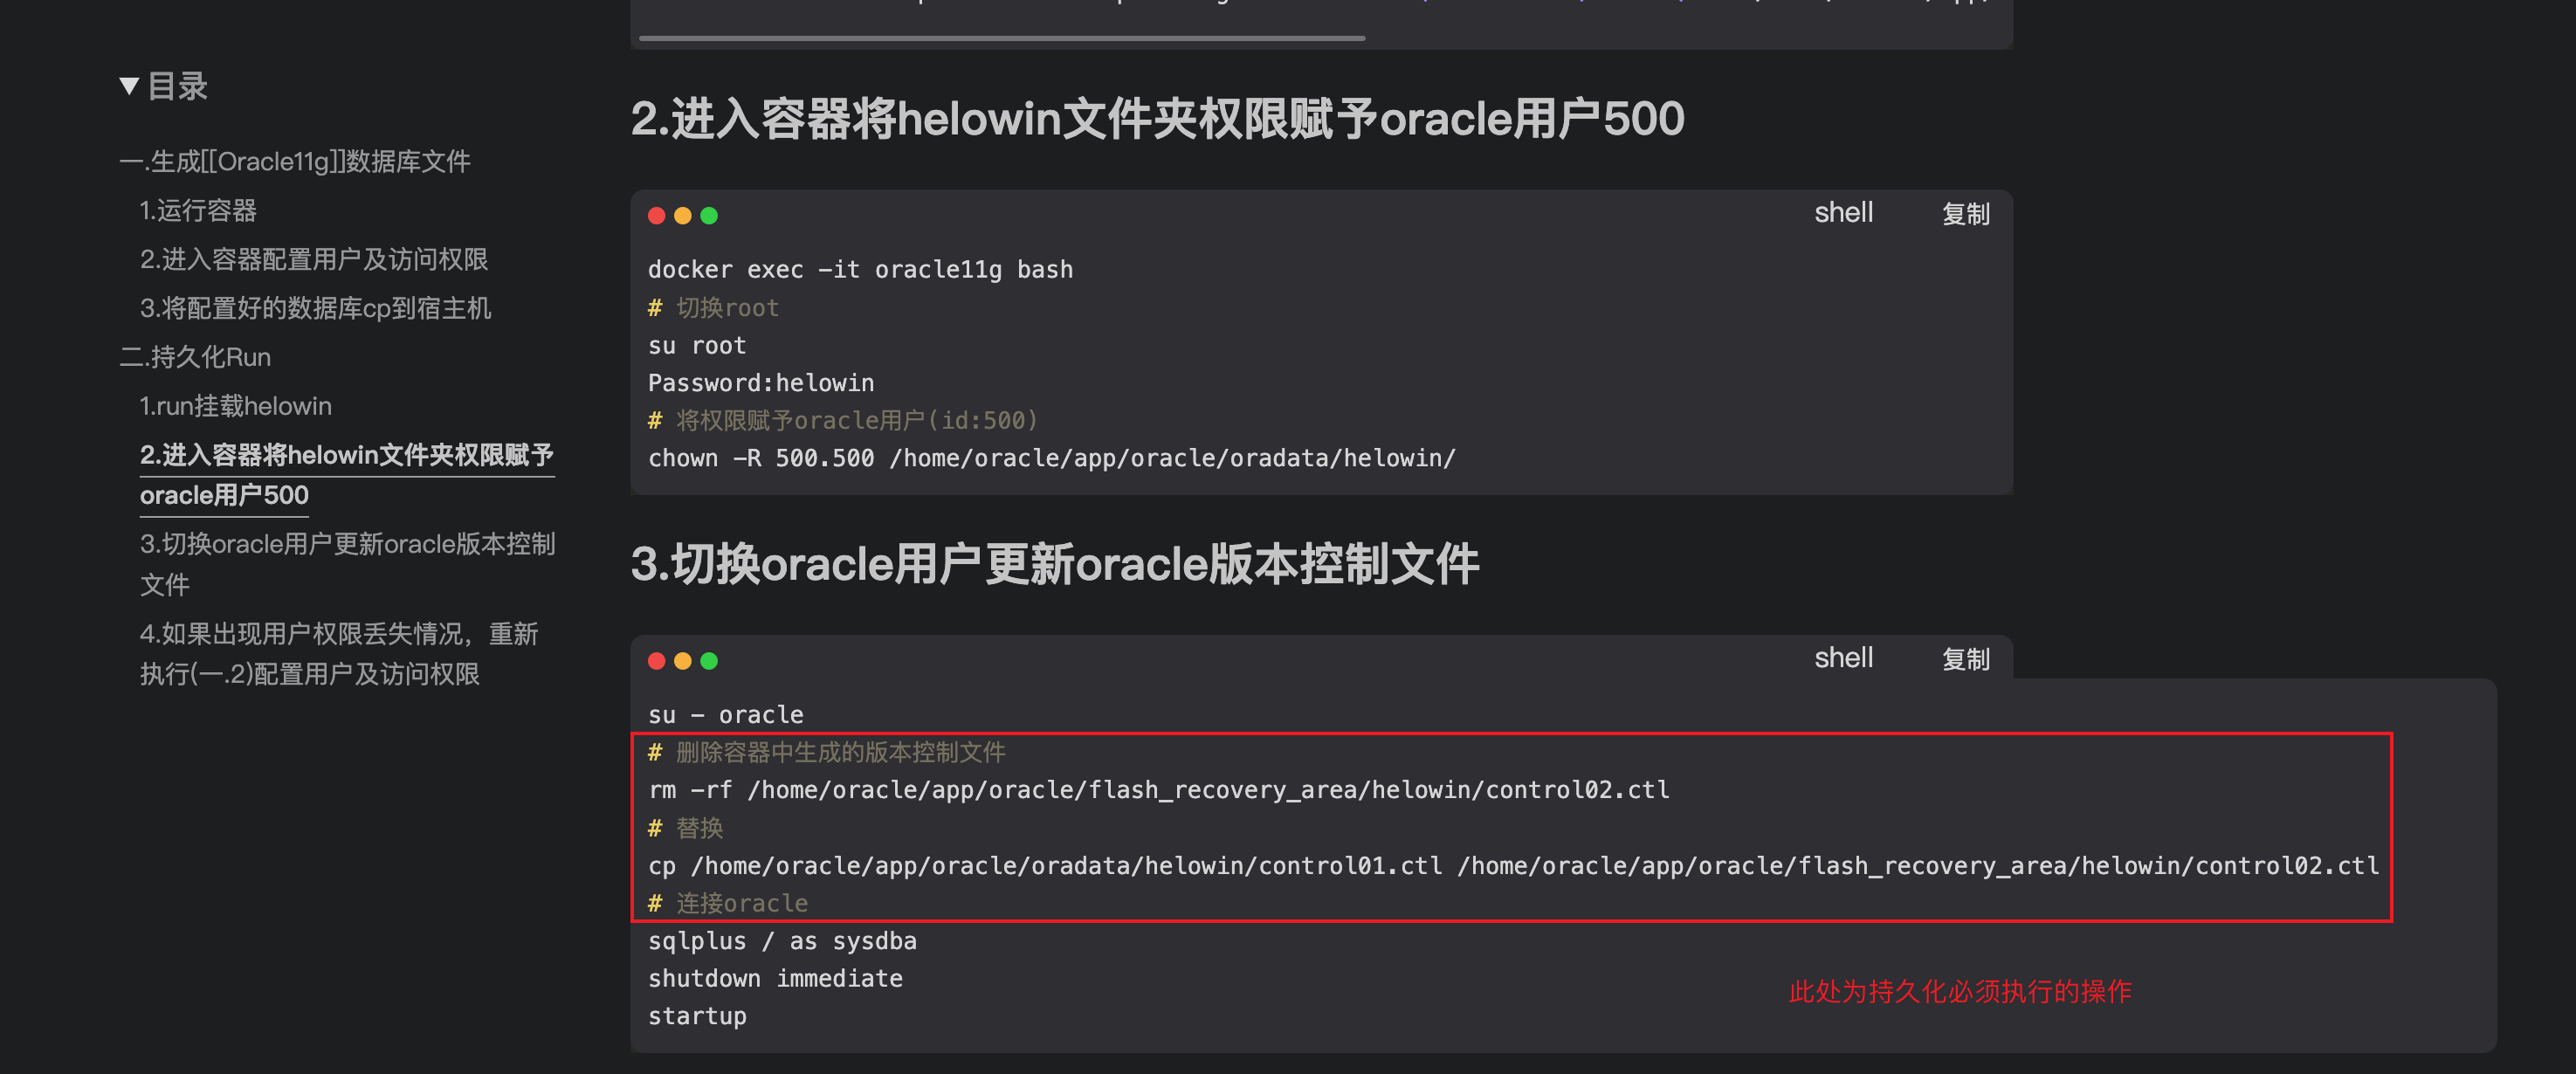 ▼目录
一.生成[[Oracle11g]]数据库文件
1.运行容器
2.进入容器配置用户及访问权限
3.将配置好的数据库cp到宿主机
二.持久化Run
1.run挂载helowin
2.进入容器将helowin文件夹权限赋予
oracle用户500
3.切换oracle用户更新oracle版本控制
文件
4.如果出现用户权限丢失情况，重新
执行(一.2)配置用户及访问权限
2.进入容器将helowin文件夹权限赋予oracle用户500
shell 复制
docker exec -it oracle11g bash
# 切换root
su root
Password:helowin
# 将权限赋予oracle用户(id:500)
chown -R 500.500 /home/oracle/app/oracle/oradata/helowin/
3.切换oracle用户更新oracle版本控制文件
shell 复制
su - oracle
# 删除容器中生成的版本控制文件
rm -rf /home/oracle/app/oracle/flash_recovery_area/helowin/control02.ctl
# 替换
cp /home/oracle/app/oracle/oradata/helowin/control01.ctl /home/oracle/app/oracle/flash_recovery_area/helowin/control02.ctl
# 连接oracle
sqlplus / as sysdba
shutdown immediate
startup
此处为持久化必须执行的操作